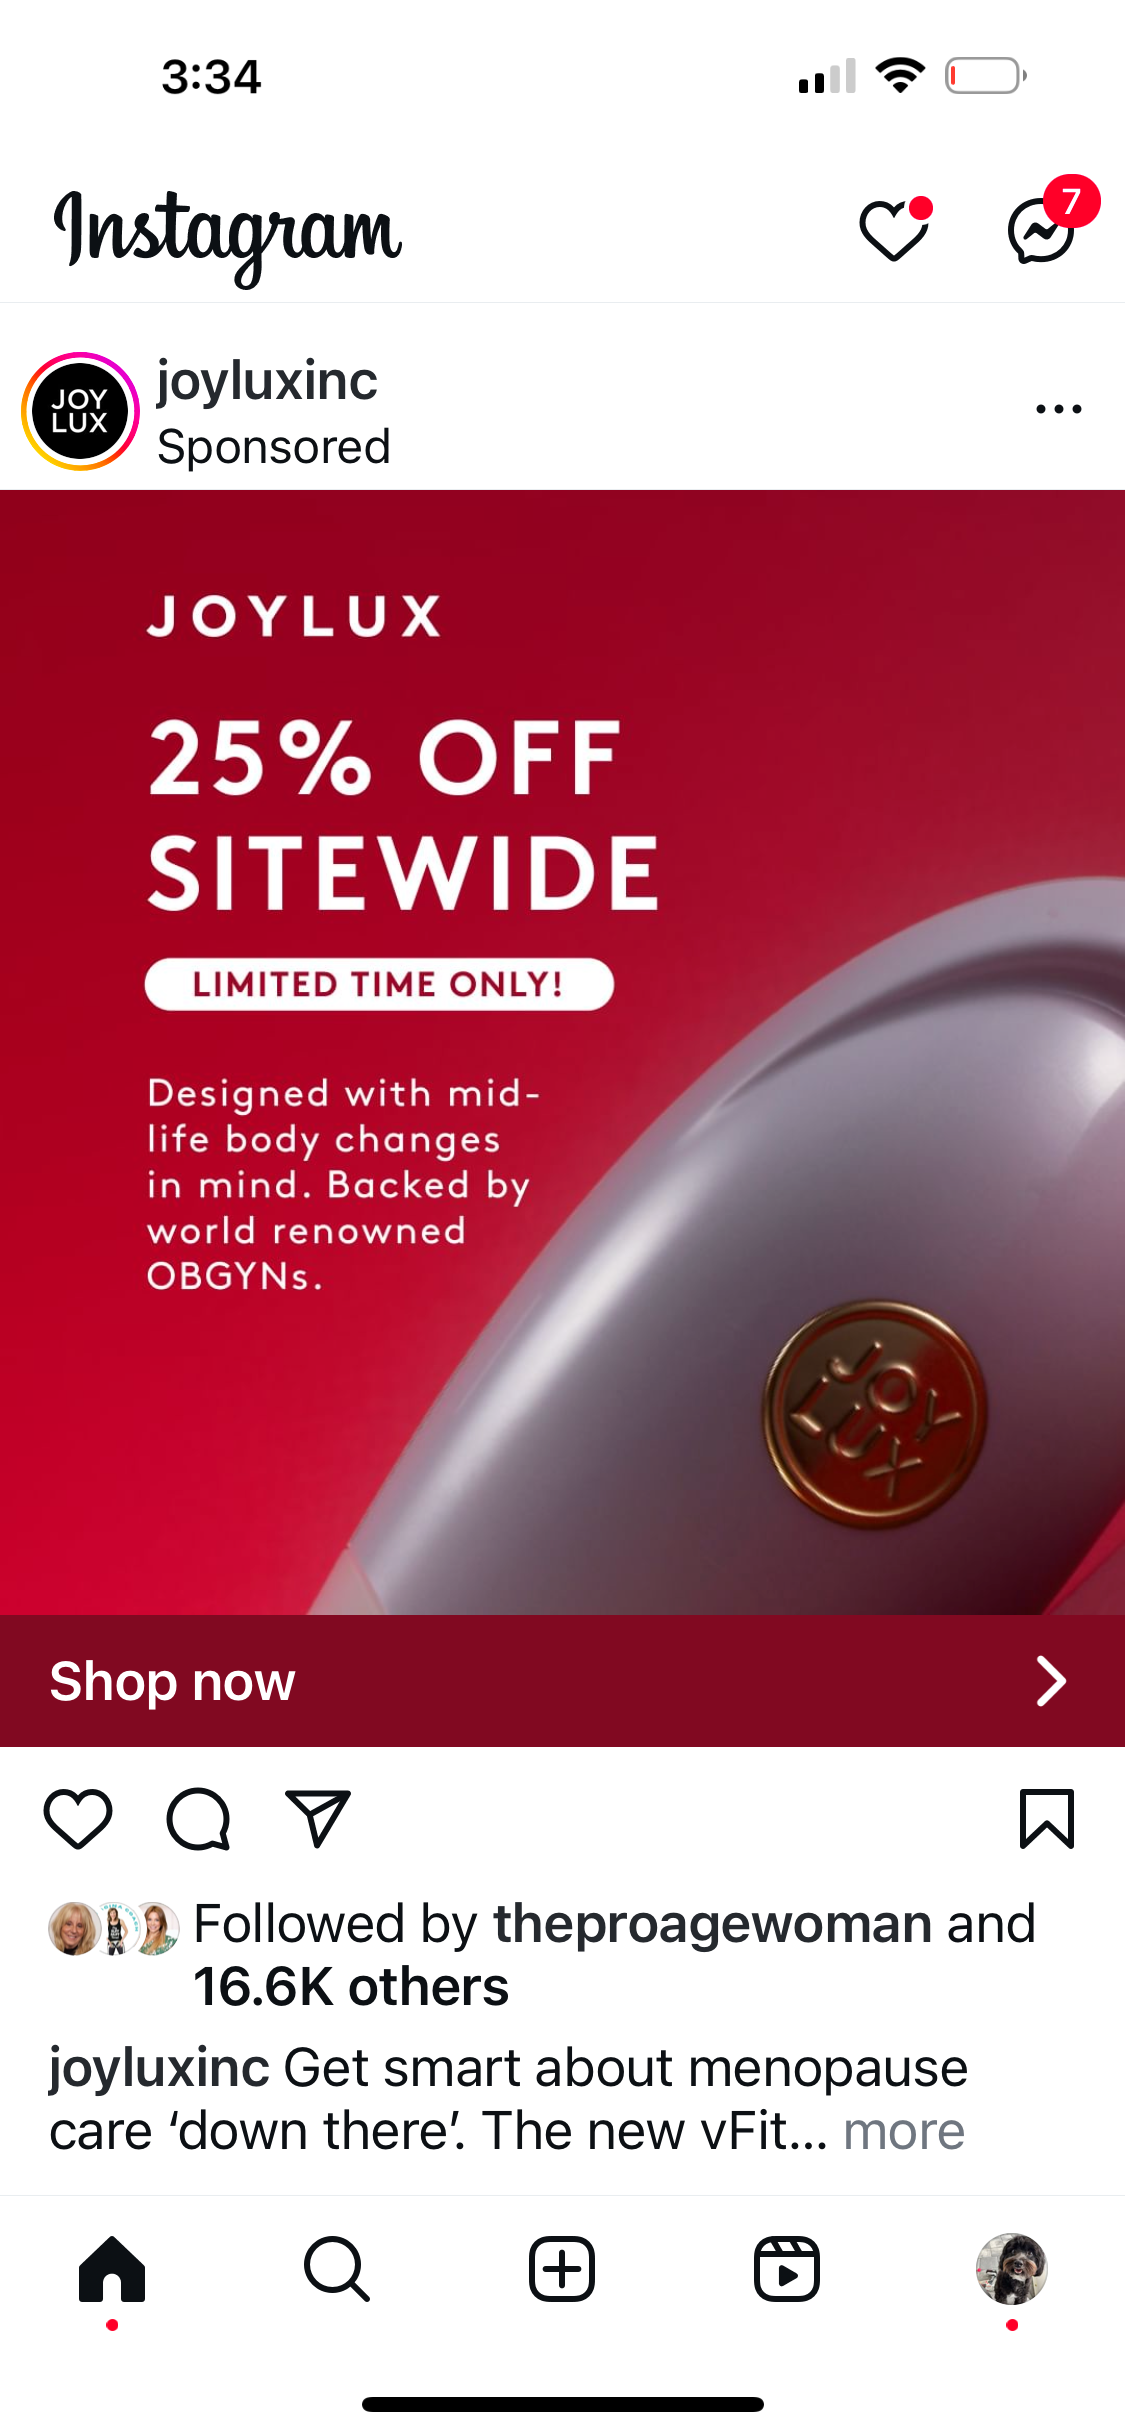 3:34
Instagram
7
JOY
LUX
joyluxinc
Sponsored
JOYLUX
25% OFF
SITEWIDE
LIMITED TIME ONLY!
Designed with mid-
life body changes
in mind. Backed by
world renowned
OBGYNs.
JOY
LUX
Shop now
Followed by theproagewoman and
16.6K others
joyluxinc Get smart about menopause
care ‘down there’. The new vFit... more